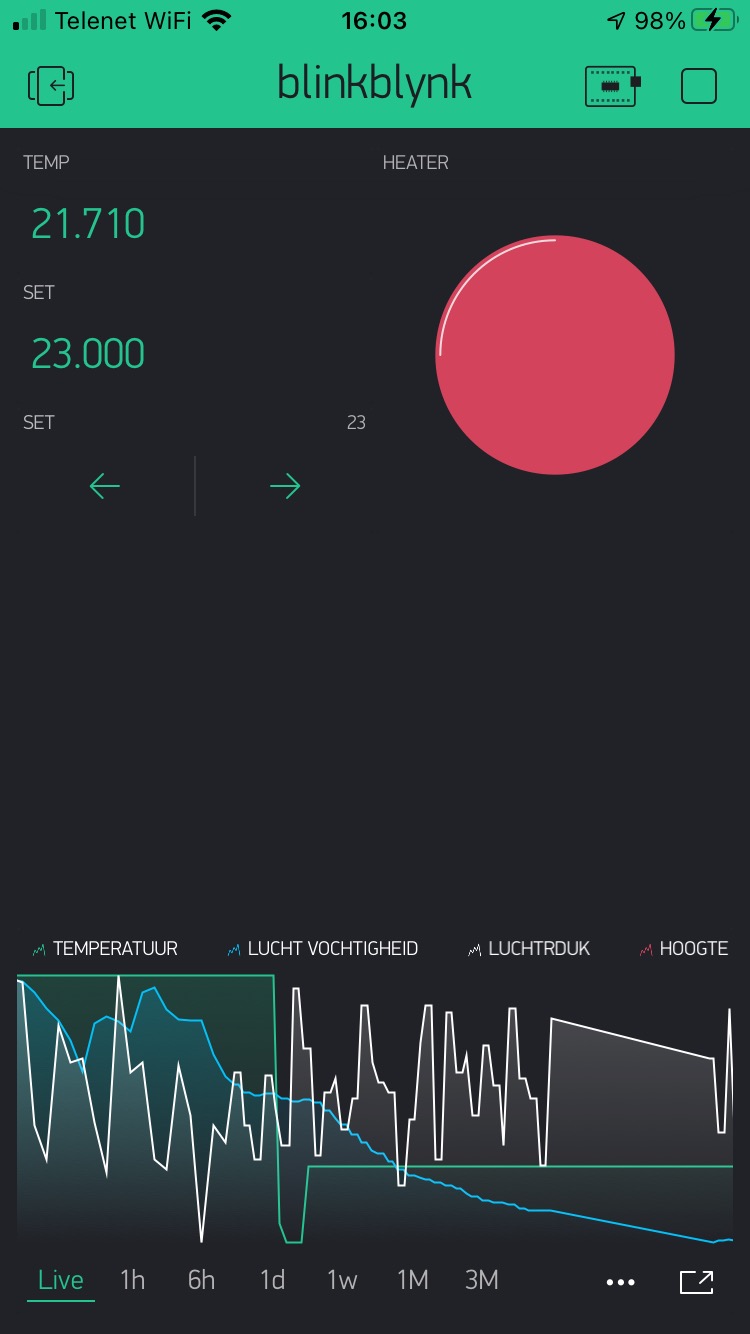 Telenet WiFi 16:03 98%
blinkblynk
TEMP HEATER
21.710
SET
23.000
SET 23
TEMPERATUUR LUCHT VOCHTIGHEID LUCHTRDUK HOOGTE
Live 1h 6h 1d 1w 1M 3M